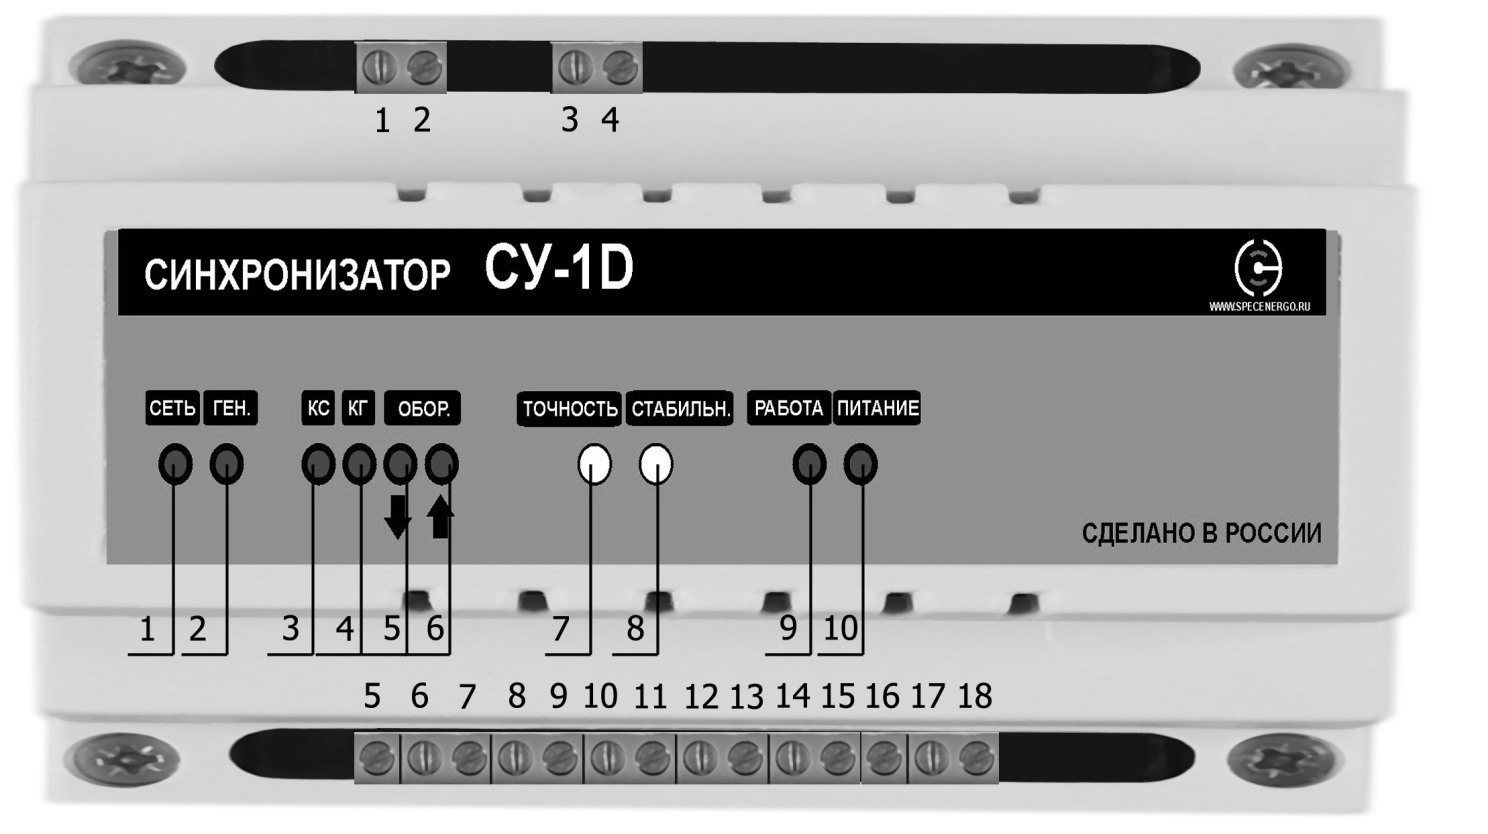 1 2 3 4
СИНХРОНИЗАТОР СУ-1D
WWW.SPECENERGO.RU
СЕТЬ ГЕН. КС КГ ОБОР. ТОЧНОСТЬ СТАБИЛЬН. РАБОТА ПИТАНИЕ
СДЕЛАНО В РОССИИ
1 2 3 4 5 6 7 8 9 10
5 6 7 8 9 10 11 12 13 14 15 16 17 18